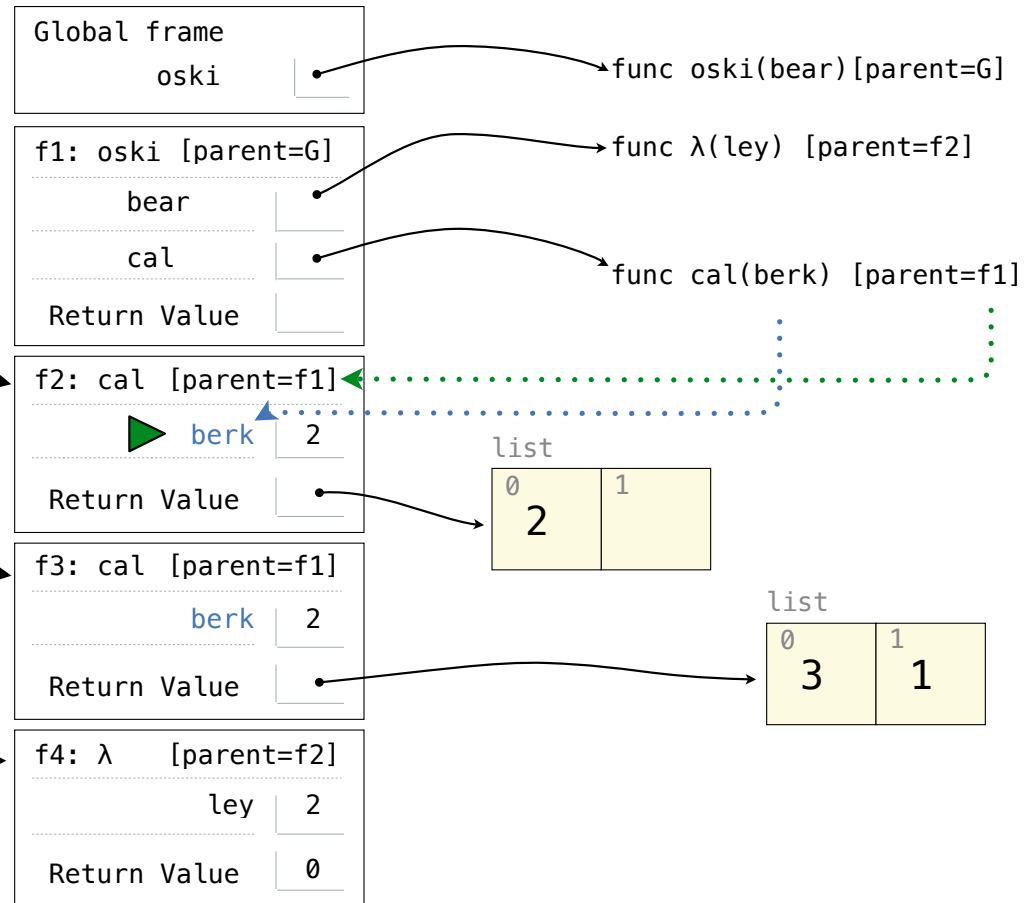 Global frame
oski
func oski(bear)[parent=G]
f1: oski [parent=G]
func λ(ley) [parent=f2]
bear
cal
func cal(berk) [parent=f1]
Return Value
f2: cal [parent=f1]
berk 2
list
0 1
2
Return Value
f3: cal [parent=f1]
berk 2
list
0 1
3 1
Return Value
f4: λ [parent=f2]
ley 2
Return Value 0